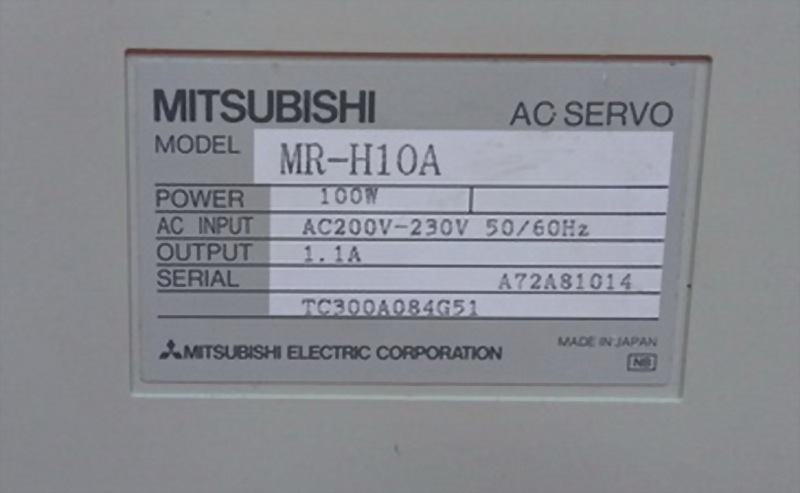 MITSUBISHI AC SERVO
MODEL MR-H10A
POWER 100W
AC INPUT AC200V-230V 50/60Hz
OUTPUT 1.1A
SERIAL A72A81014
TC300A084G51
MITSUBISHI ELECTRIC CORPORATION MADE IN JAPAN
NB